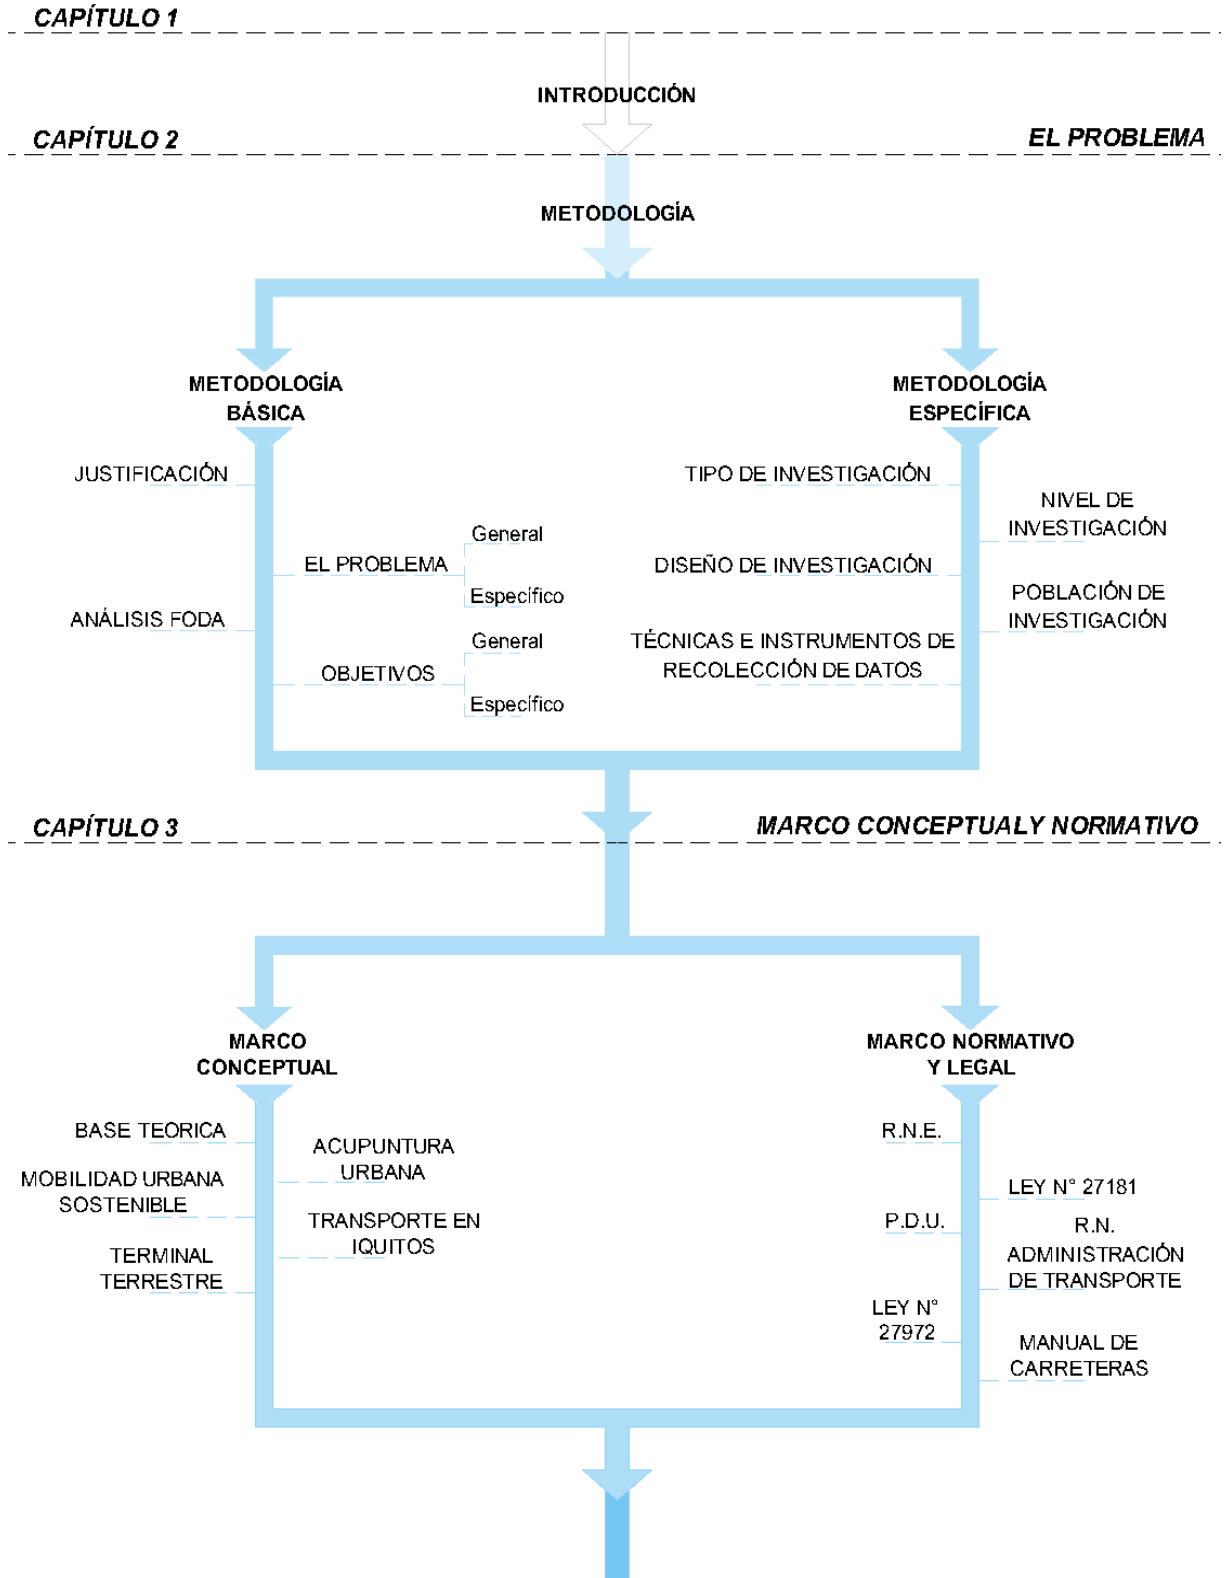 CAPÍTULO 1
INTRODUCCIÓN
CAPÍTULO 2
EL PROBLEMA
METODOLOGÍA
METODOLOGÍA
BÁSICA
JUSTIFICACIÓN
General
EL PROBLEMA
Específico
ANÁLISIS FODA
General
OBJETIVOS
Específico
METODOLOGÍA
ESPECÍFICA
TIPO DE INVESTIGACIÓN
NIVEL DE
INVESTIGACIÓN
DISEÑO DE INVESTIGACIÓN
POBLACIÓN DE
INVESTIGACIÓN
TÉCNICAS E INSTRUMENTOS DE
RECOLECCIÓN DE DATOS
CAPÍTULO 3
MARCO CONCEPTUALY NORMATIVO
MARCO
CONCEPTUAL
BASE TEORICA
ACUPUNTURA
URBANA
MOBILIDAD URBANA
SOSTENIBLE
TRANSPORTE EN
IQUITOS
TERMINAL
TERRESTRE
MARCO NORMATIVO
Y LEGAL
R.N.E.
LEY N° 27181
P.D.U.
R.N.
ADMINISTRACIÓN
DE TRANSPORTE
LEY N°
27972
MANUAL DE
CARRETERAS